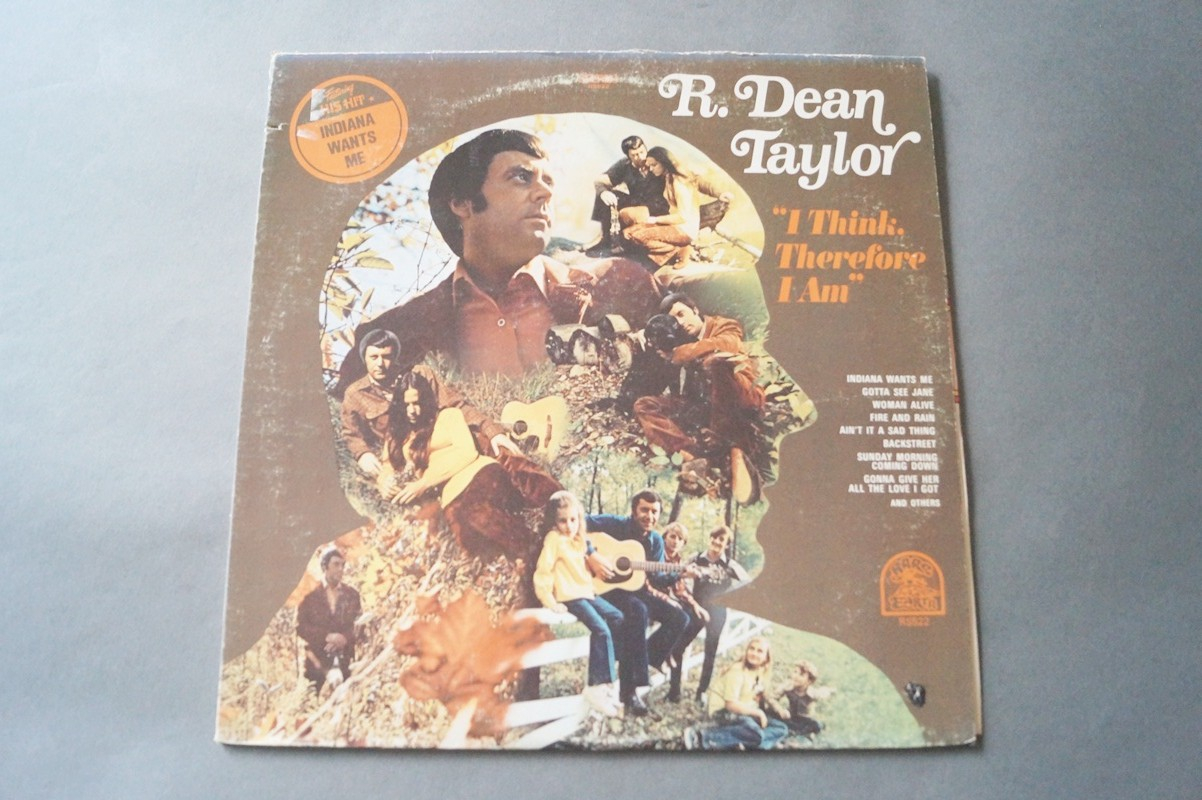 Featuring
HIS HIT
INDIANA
WANTS
ME
R. Dean
Taylor
"I Think,
Therefore
I Am"
INDIANA WANTS ME
GOTTA SEE JANE
WOMAN ALIVE
FIRE AND RAIN
AIN'T IT A SAD THING
BACKSTREET
SUNDAY MORNING
COMING DOWN
GONNA GIVE HER
ALL THE LOVE I GOT
AND OTHERS
RARE
EARTH
RS522